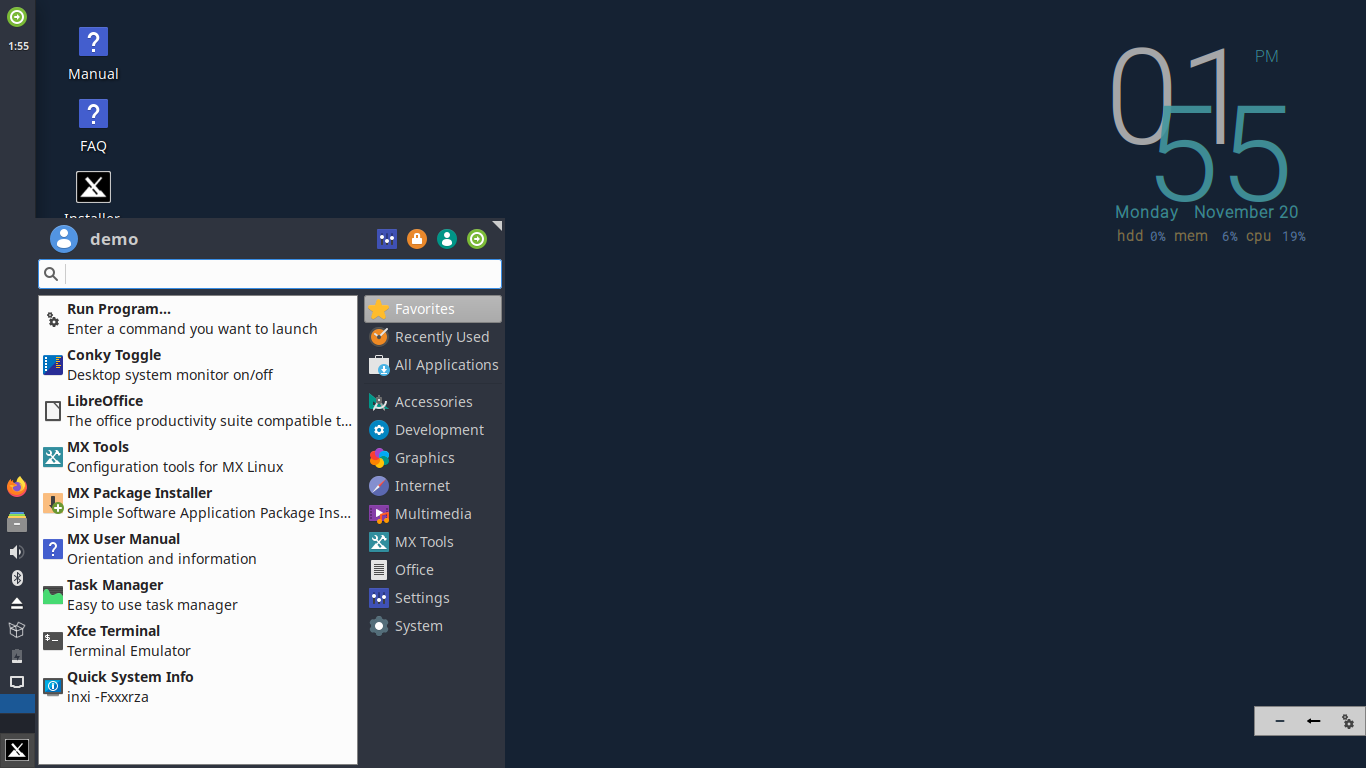 1:55
Manual
FAQ
Installer
01 PM
55
Monday November 20
hdd 0% mem 6% cpu 19%
demo
Run Program...
Enter a command you want to launch
Conky Toggle
Desktop system monitor on/off
LibreOffice
The office productivity suite compatible t...
MX Tools
Configuration tools for MX Linux
MX Package Installer
Simple Software Application Package Ins...
MX User Manual
Orientation and information
Task Manager
Easy to use task manager
Xfce Terminal
Terminal Emulator
Quick System Info
inxi -Fxxxrza
Favorites
Recently Used
All Applications
Accessories
Development
Graphics
Internet
Multimedia
MX Tools
Office
Settings
System